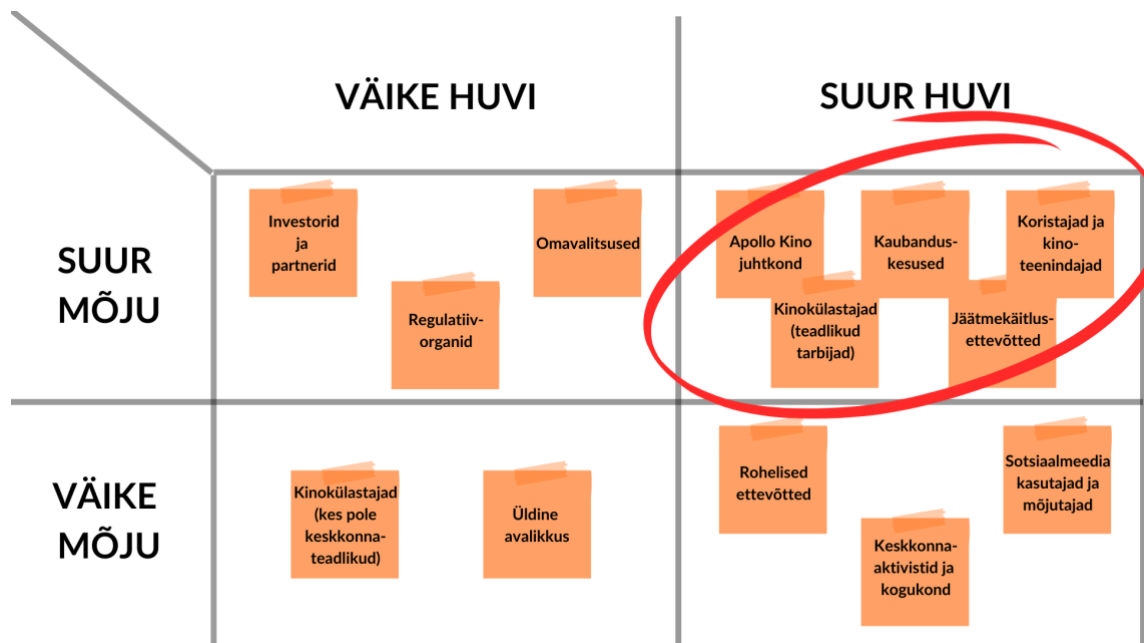 VÄIKE HUVI
SUUR HUVI
SUUR
MÕJU
Investorid
ja
partnerid
Omavalitsused
Regulatiiv-
organid
Apollo Kino
juhtkond
Kaubandus-
kesused
Koristajad ja
kino-
teenindajad
Kinokülastajad
(teadlikud
tarbijad)
Jäätmekäitlus-
ettevõtted
VÄIKE
MÕJU
Kinokülastajad
(kes pole
keskkonna-
teadlikud)
Üldine
avalikkus
Rohelised
ettevõtted
Keskkonna-
aktivistid ja
kogukond
Sotsiaalmeedia
kasutajad ja
mõjutajad